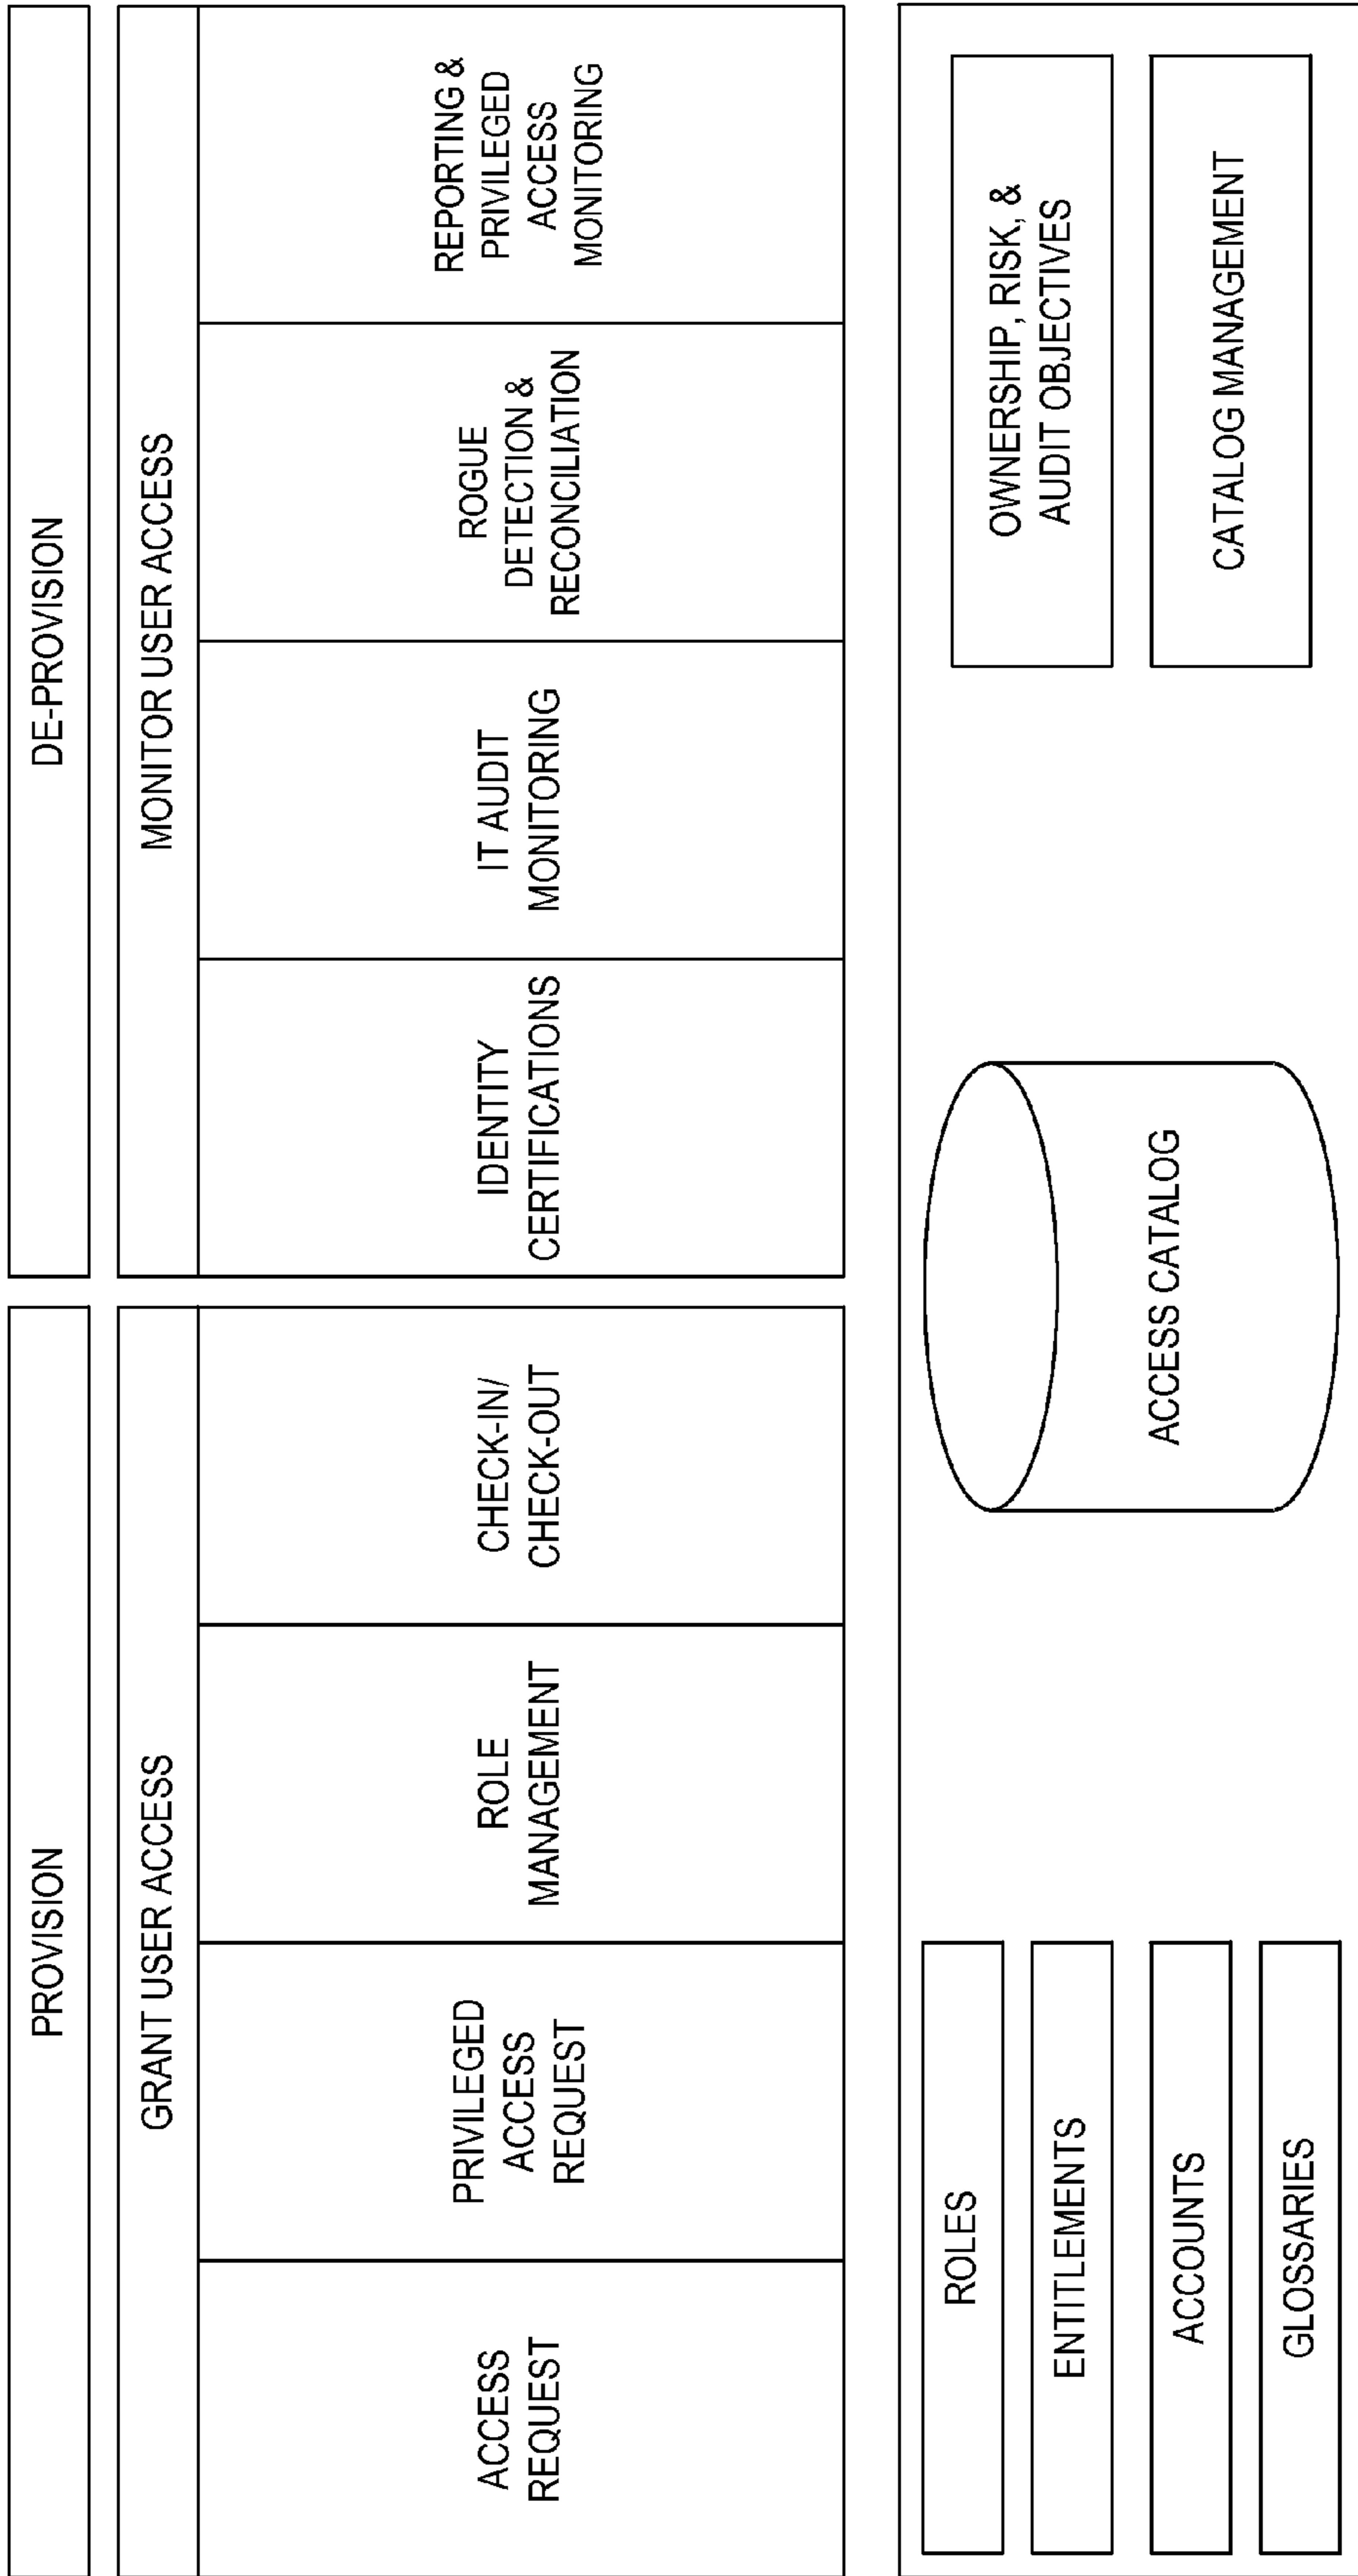 PROVISION
DE-PROVISION
GRANT USER ACCESS
MONITOR USER ACCESS
ACCESS
REQUEST
PRIVILEGED
ACCESS
REQUEST
ROLE
MANAGEMENT
CHECK-IN/
CHECK-OUT
IDENTITY
CERTIFICATIONS
IT AUDIT
MONITORING
ROGUE
DETECTION &
RECONCILIATION
REPORTING &
PRIVILEGED
ACCESS
MONITORING
ROLES
ENTITLEMENTS
ACCOUNTS
GLOSSARIES
ACCESS CATALOG
OWNERSHIP, RISK, &
AUDIT OBJECTIVES
CATALOG MANAGEMENT